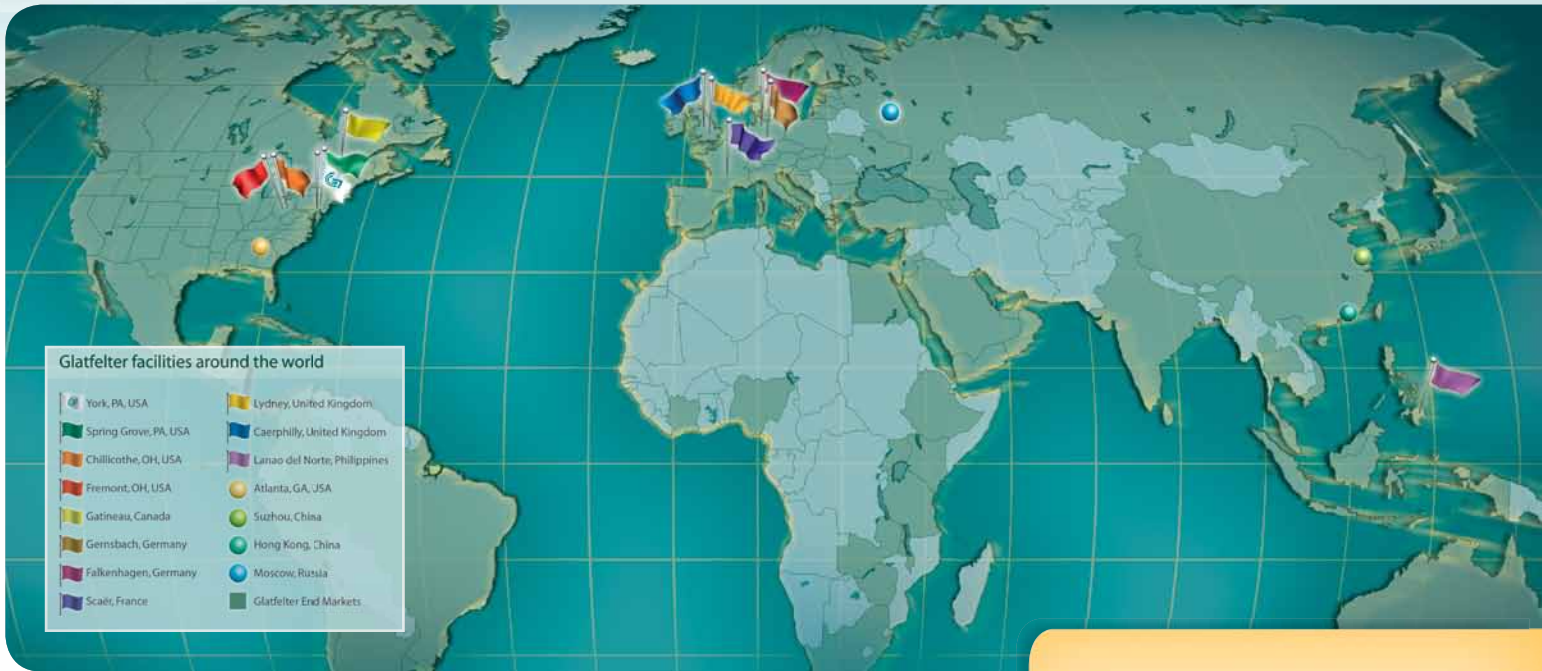 Glatfelter facilities around the world
York, PA, USA
Spring Grove, PA, USA
Chillicothe, OH, USA
Fremont, OH, USA
Gatineau, Canada
Gernsbach, Germany
Falkenhagen, Germany
Scaër, France
Lydney, United Kingdom
Caerphilly, United Kingdom
Lanao del Norte, Philippines
Atlanta, GA, USA
Suzhou, China
Hong Kong, China
Moscow, Russia
Glatfelter End Markets